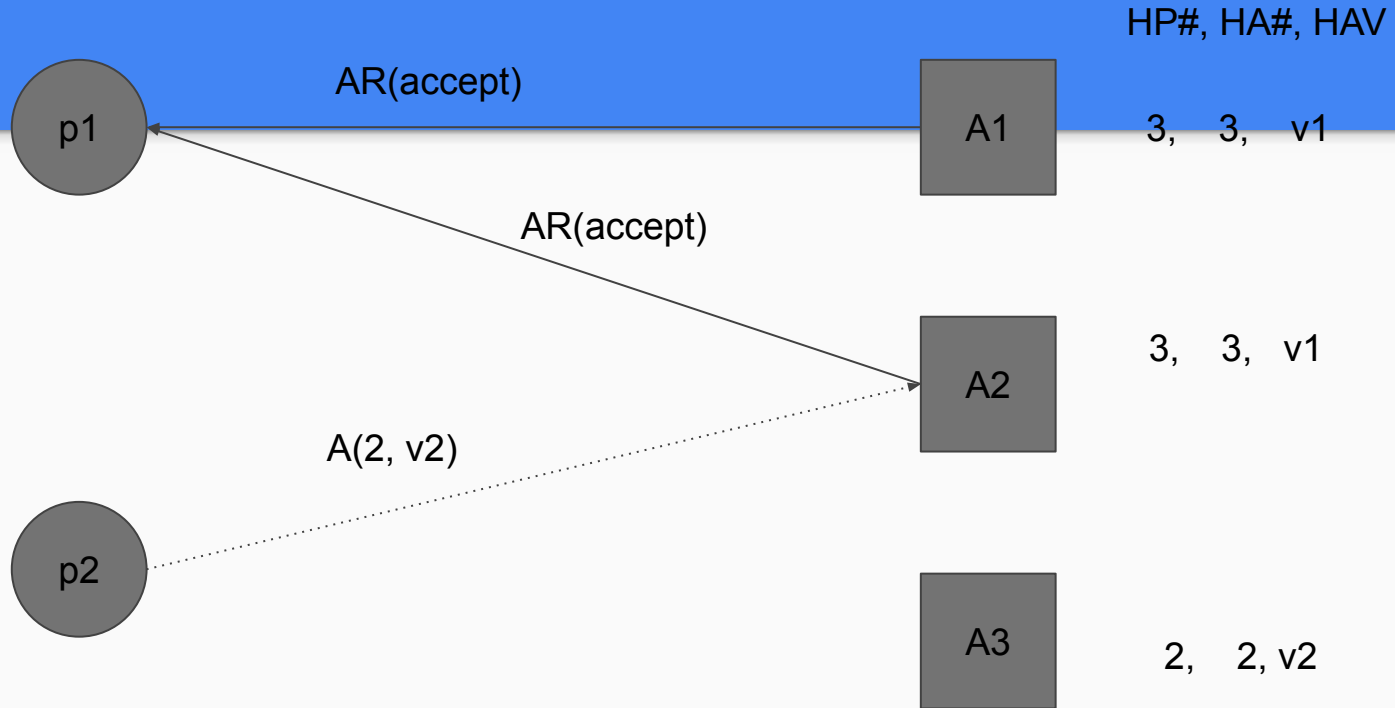 HP#, HA#, HAV
AR(accept)
p1
A1
3, 3, v1
AR(accept)
3, 3, v1
A2
A(2, v2)
p2
A3
2, 2, v2